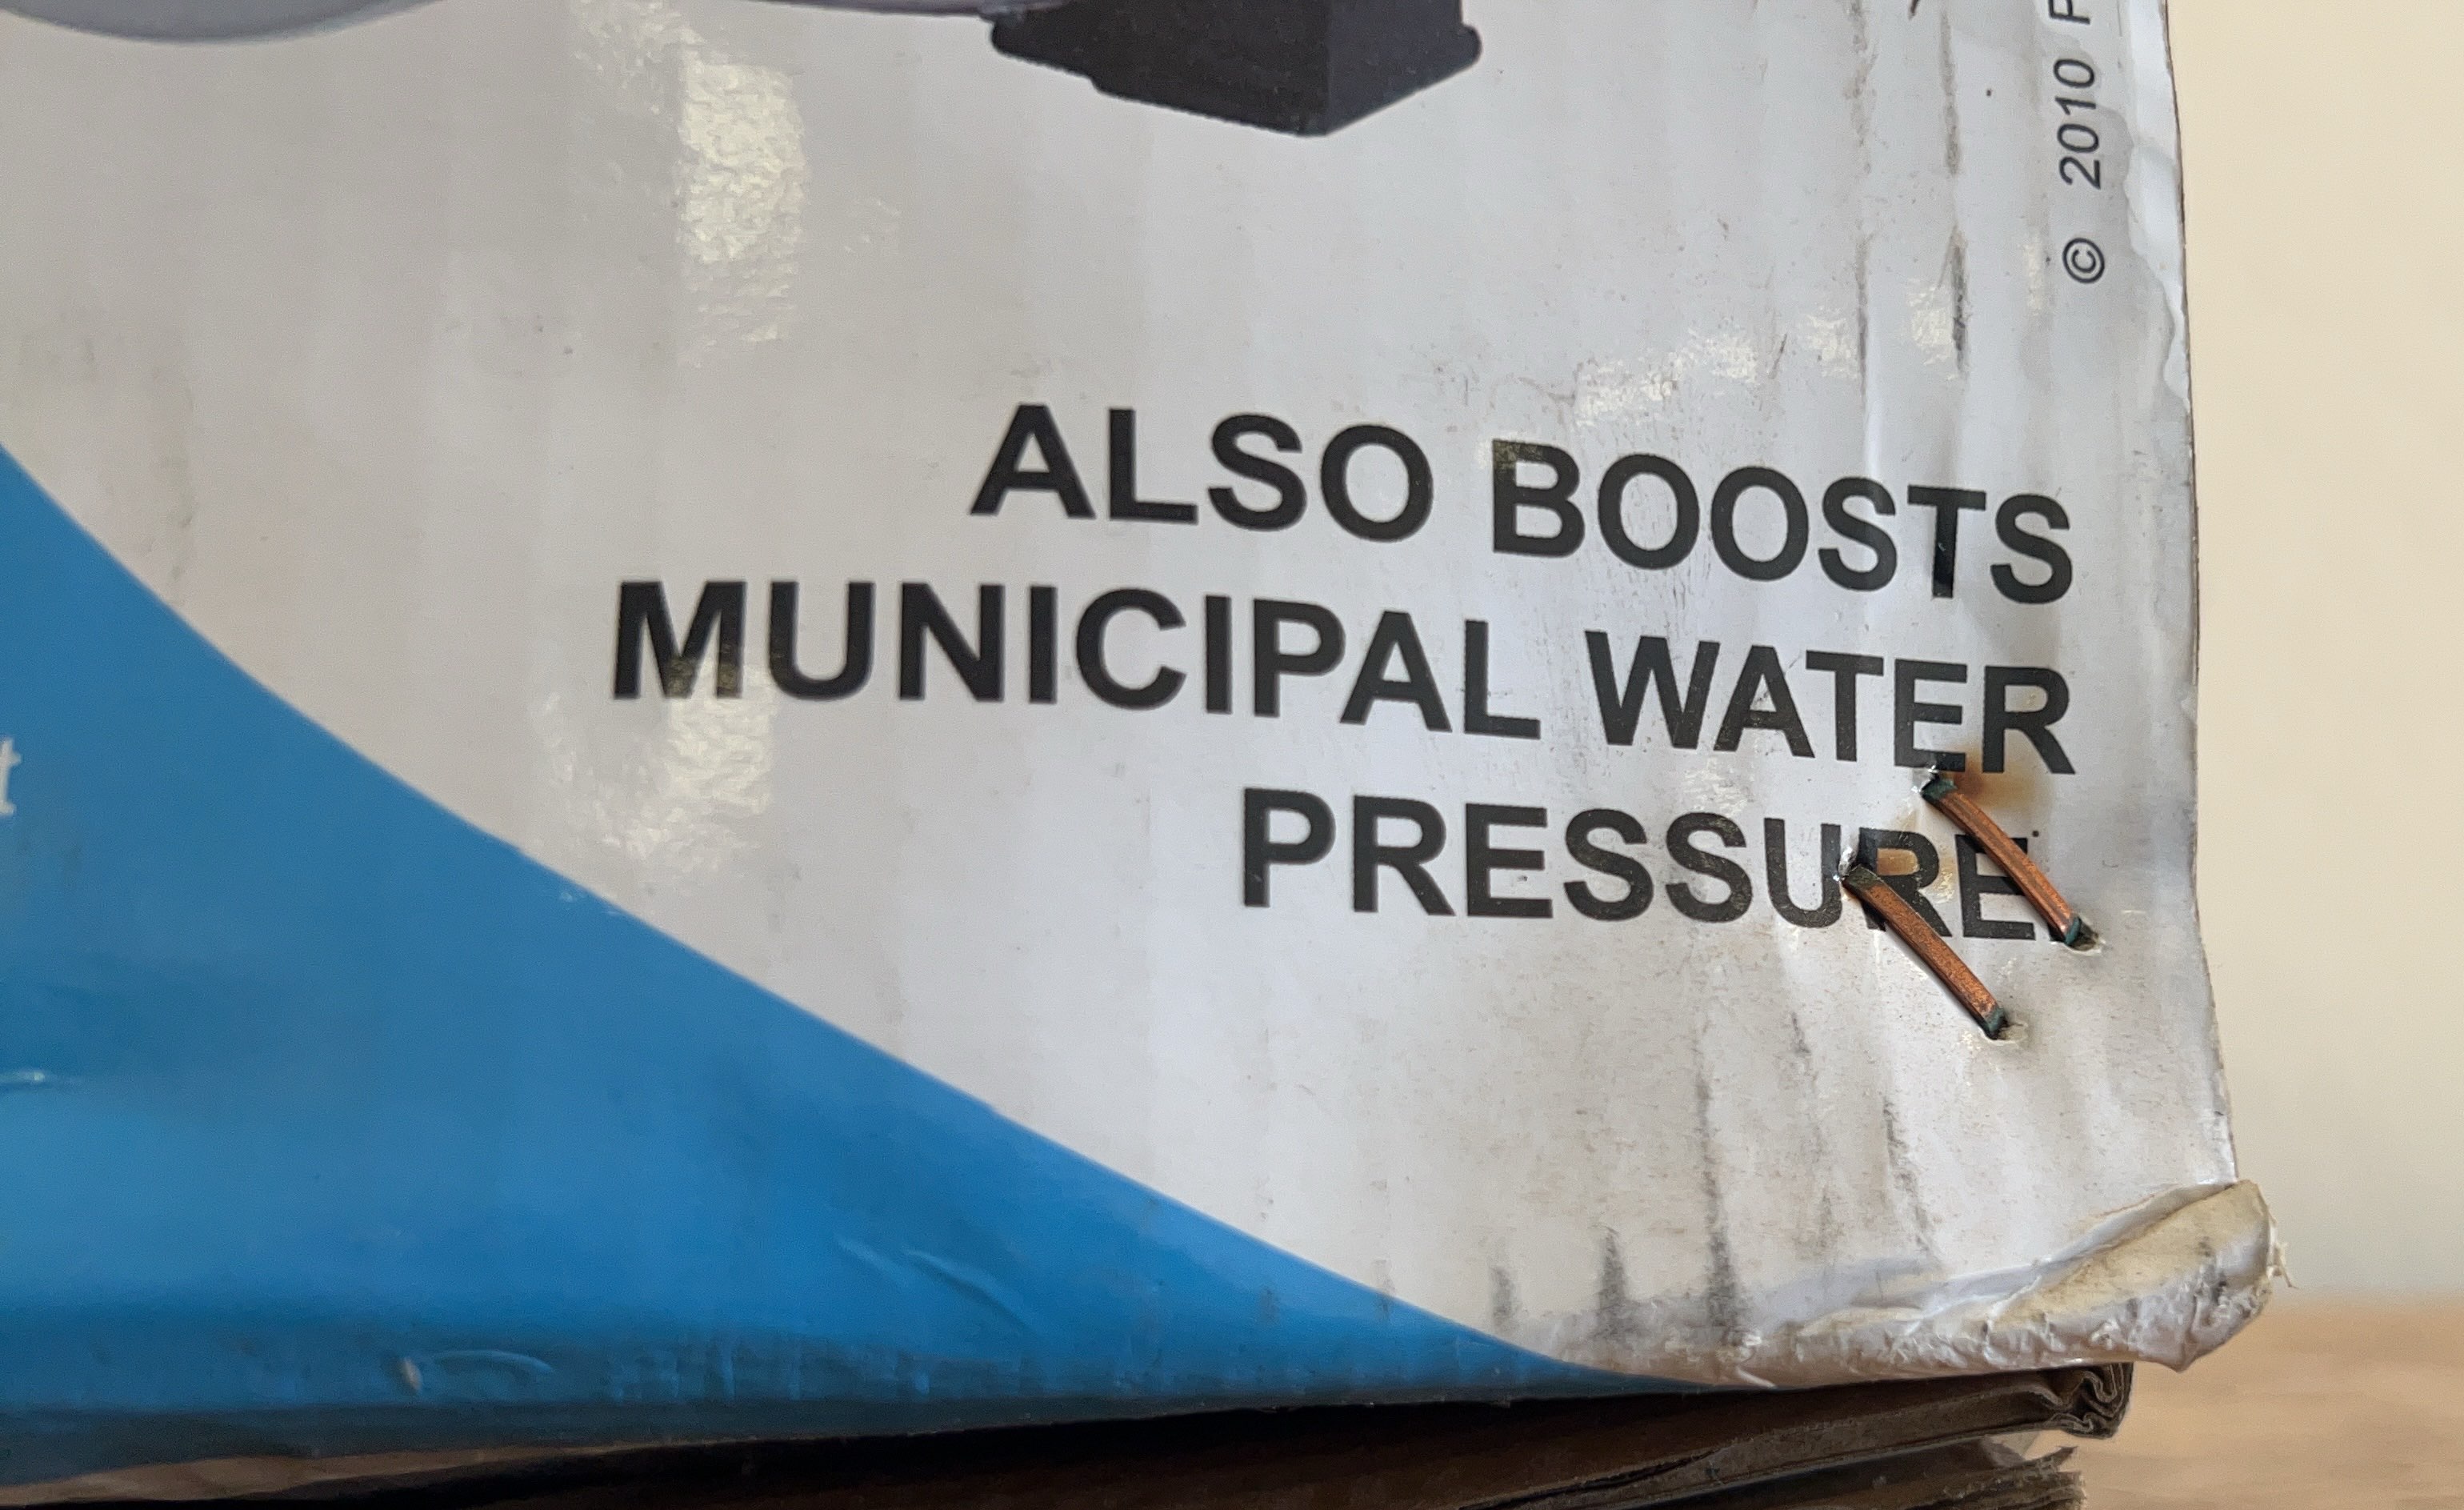 © 2010
ALSO BOOSTS
MUNICIPAL WATER
PRESSURE.